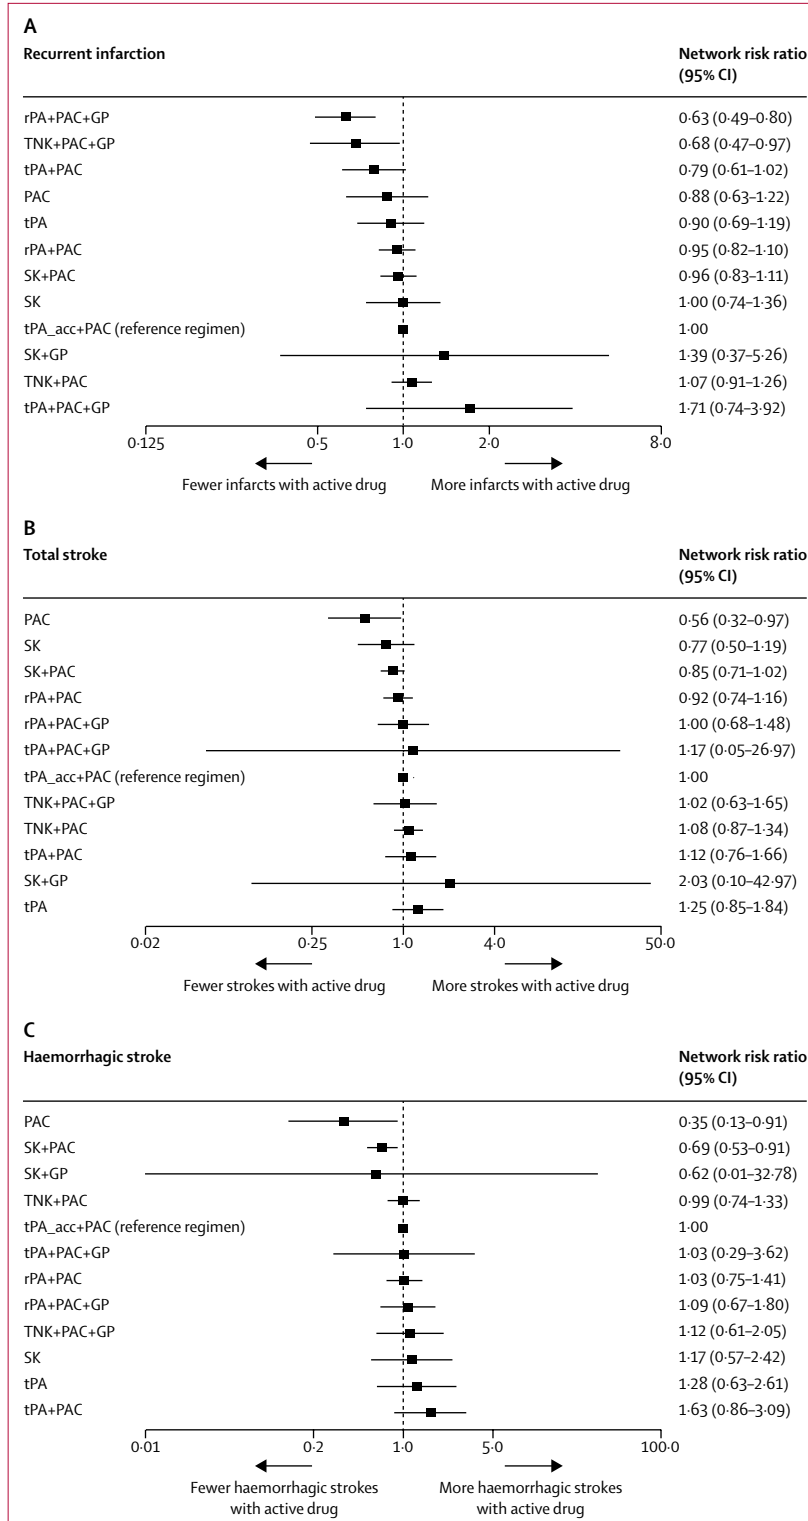 A
Recurrent infarction Network risk ratio
(95% CI)
rPA+PAC+GP 0·63 (0·49–0·80)
TNK+PAC+GP 0·68 (0·47–0·97)
tPA+PAC 0·79 (0·61–1·02)
PAC 0·88 (0·63–1·22)
tPA 0·90 (0·69–1·19)
rPA+PAC 0·95 (0·82–1·10)
SK+PAC 0·96 (0·83–1·11)
SK 1·00 (0·74–1·36)
tPA_acc+PAC (reference regimen) 1·00
SK+GP 1·39 (0·37–5·26)
TNK+PAC 1·07 (0·91–1·26)
tPA+PAC+GP 1·71 (0·74–3·92)
0·125 0·5 1·0 2·0 8·0
Fewer infarcts with active drug More infarcts with active drug
B
Total stroke Network risk ratio
(95% CI)
PAC 0·56 (0·32–0·97)
SK 0·77 (0·50–1·19)
SK+PAC 0·85 (0·71–1·02)
rPA+PAC 0·92 (0·74–1·16)
rPA+PAC+GP 1·00 (0·68–1·48)
tPA+PAC+GP 1·17 (0·05–26·97)
tPA_acc+PAC (reference regimen) 1·00
TNK+PAC+GP 1·02 (0·63–1·65)
TNK+PAC 1·08 (0·87–1·34)
tPA+PAC 1·12 (0·76–1·66)
SK+GP 2·03 (0·10–42·97)
tPA 1·25 (0·85–1·84)
0·02 0·25 1·0 4·0 50·0
Fewer strokes with active drug More strokes with active drug
C
Haemorrhagic stroke Network risk ratio
(95% CI)
PAC 0·35 (0·13–0·91)
SK+PAC 0·69 (0·53–0·91)
SK+GP 0·62 (0·01–32·78)
TNK+PAC 0·99 (0·74–1·33)
tPA_acc+PAC (reference regimen) 1·00
tPA+PAC+GP 1·03 (0·29–3·62)
rPA+PAC 1·03 (0·75–1·41)
rPA+PAC+GP 1·09 (0·67–1·80)
TNK+PAC+GP 1·12 (0·61–2·05)
SK 1·17 (0·57–2·42)
tPA 1·28 (0·63–2·61)
tPA+PAC 1·63 (0·86–3·09)
0·01 0·2 1·0 5·0 100·0
Fewer haemorrhagic strokes More haemorrhagic strokes
with active drug with active drug